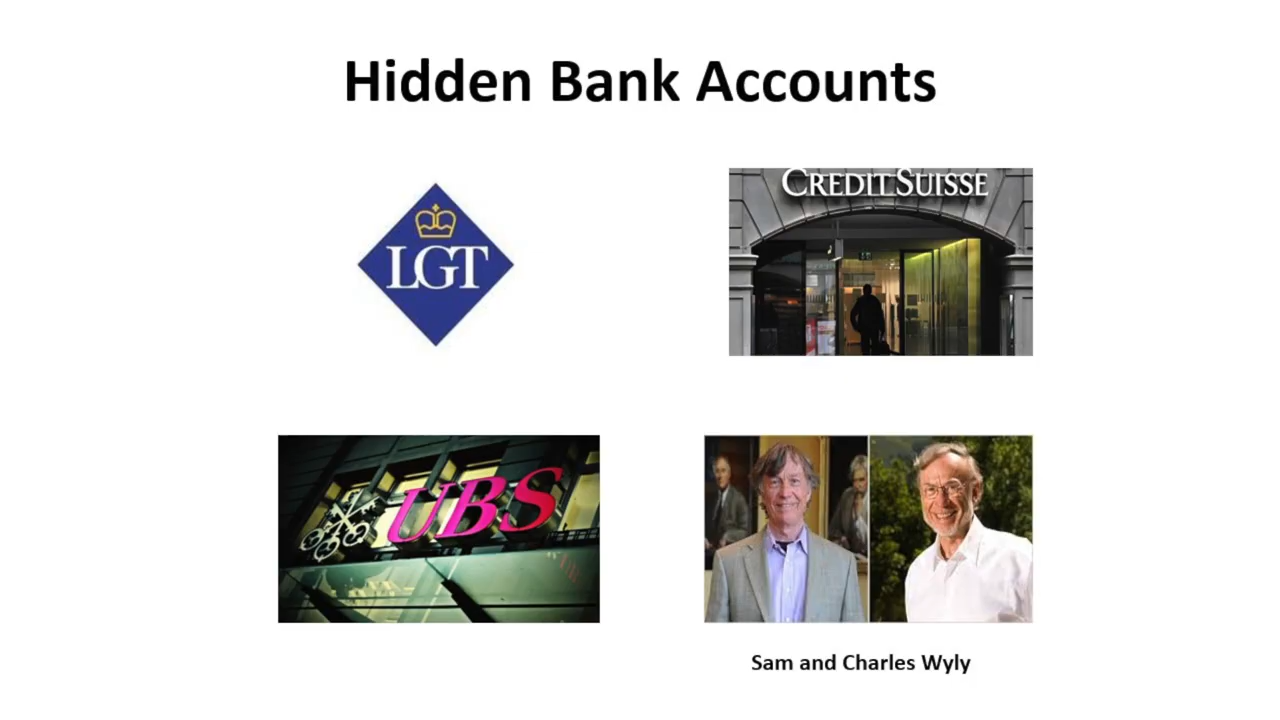 Hidden Bank Accounts
LGT
CREDIT SUISSE
UBS
Sam and Charles Wyly